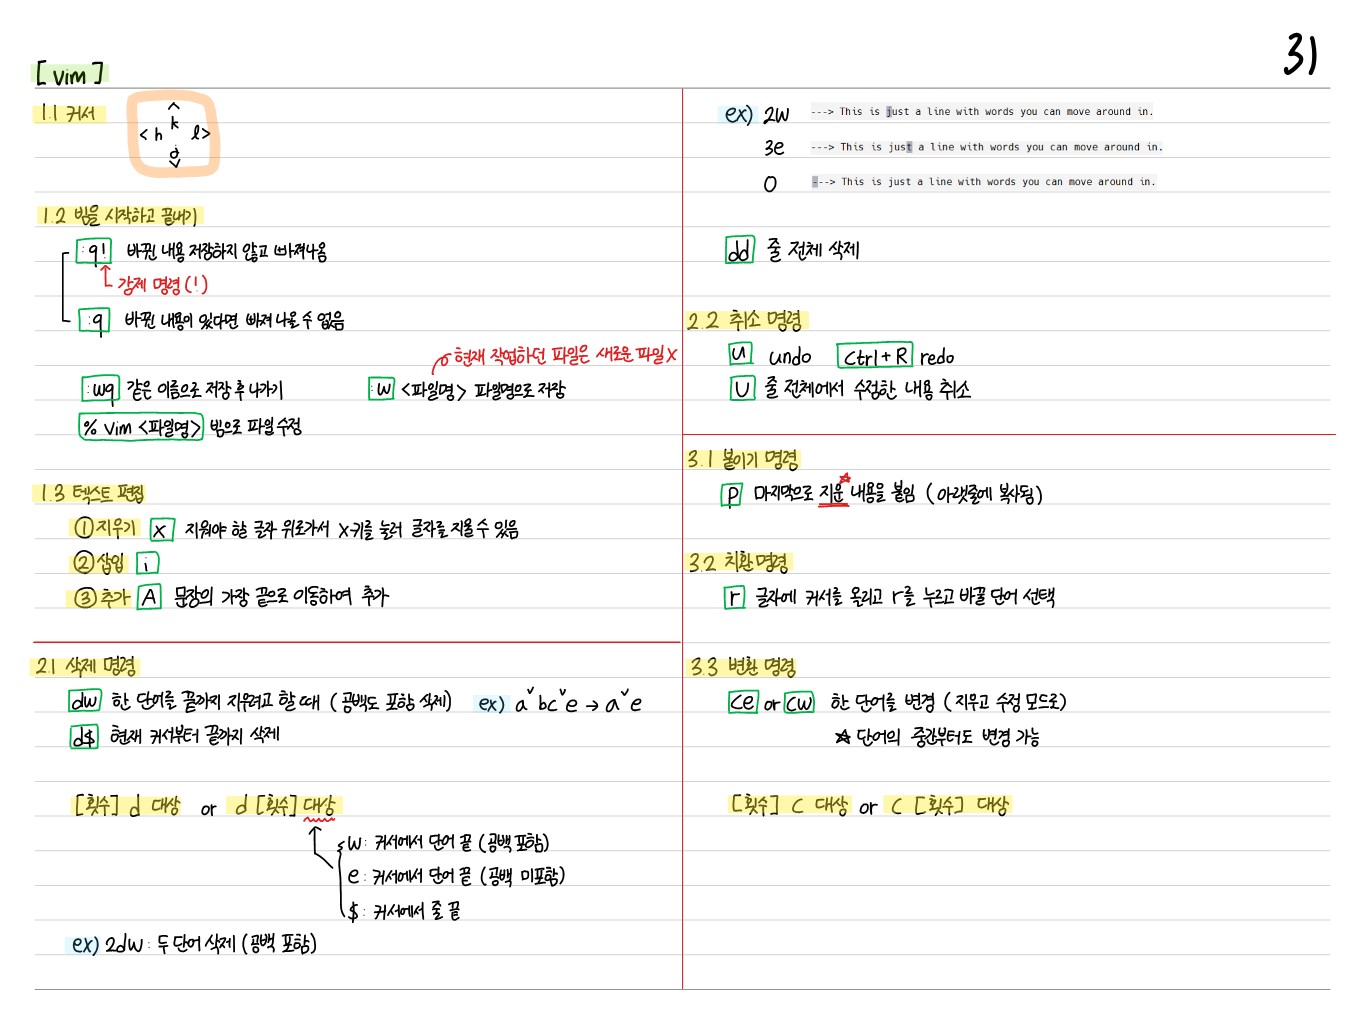 31
[ Vim ]
1.1 커서
^
k
< h l >
j
v
1.2 빔을 시작하고 끝내기
:q! 바뀐 내용 저장하지 않고 빠져나옴
강제 명령(!)
:q 바뀐 내용이 있다면 빠져 나올 수 없음
현재 작업하던 파일은 새로운 파일X
:wq 같은 이름으로 저장 후 나가기 :w <파일명> 파일명으로 저장
% Vim <파일명> 빔으로 파일 수정
1.3 텍스트 편집
① 지우기 X 지워야 할 글자 위로가서 X키를 눌러 글자를 지울 수 있음
② 삽입 i
③ 추가 A 문장의 가장 끝으로 이동하여 추가
2.1 삭제 명령
dw 한 단어를 끝까지 지우려고 할 때 (공백도 포함 삭제) ex) a˅bc˅e → a˅e
d$ 현재 커서부터 끝까지 삭제
[횟수] d 대상 or d [횟수] 대상
w: 커서에서 단어 끝 (공백 포함)
e: 커서에서 단어 끝 (공백 미포함)
$: 커서에서 줄 끝
ex) 2dw: 두 단어 삭제 (공백 포함)
ex) 2w ---> This is just a line with words you can move around in.
3e ---> This is just a line with words you can move around in.
0 ---> This is just a line with words you can move around in.
dd 줄 전체 삭제
2.2 취소 명령
u undo Ctrl+R redo
U 줄 전체에서 수정한 내용 취소
3.1 붙이기 명령
p 마지막으로 지운☆ 내용을 붙임 (아랫줄에 복사됨)
3.2 치환 명령
r 글자에 커서를 올리고 r를 누르고 바꿀 단어 선택
3.3 변환 명령
ce or cw 한 단어를 변경 (지우고 수정 모드로)
☆ 단어의 중간부터도 변경 가능
[횟수] C 대상 or C [횟수] 대상